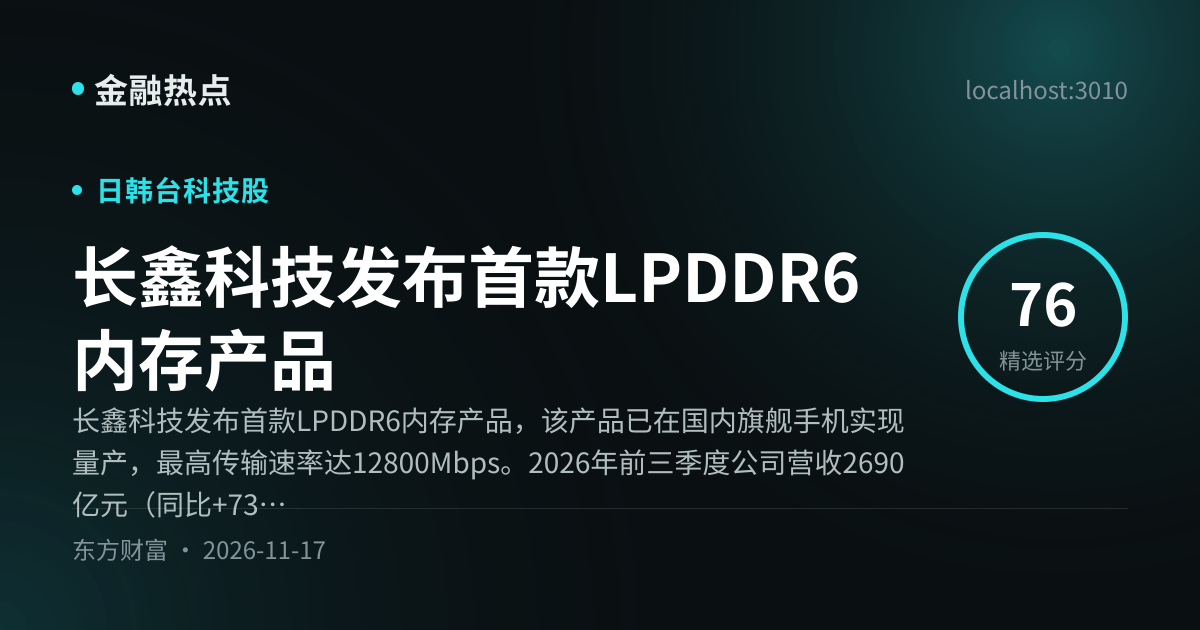 金融热点
localhost:3010
日韩台科技股
长鑫科技发布首款LPDDR6
内存产品
76
精选评分
长鑫科技发布首款LPDDR6内存产品，该产品已在国内旗舰手机实现
量产，最高传输速率达12800Mbps。2026年前三季度公司营收2690
亿元（同比+73…
东方财富 · 2026-11-17